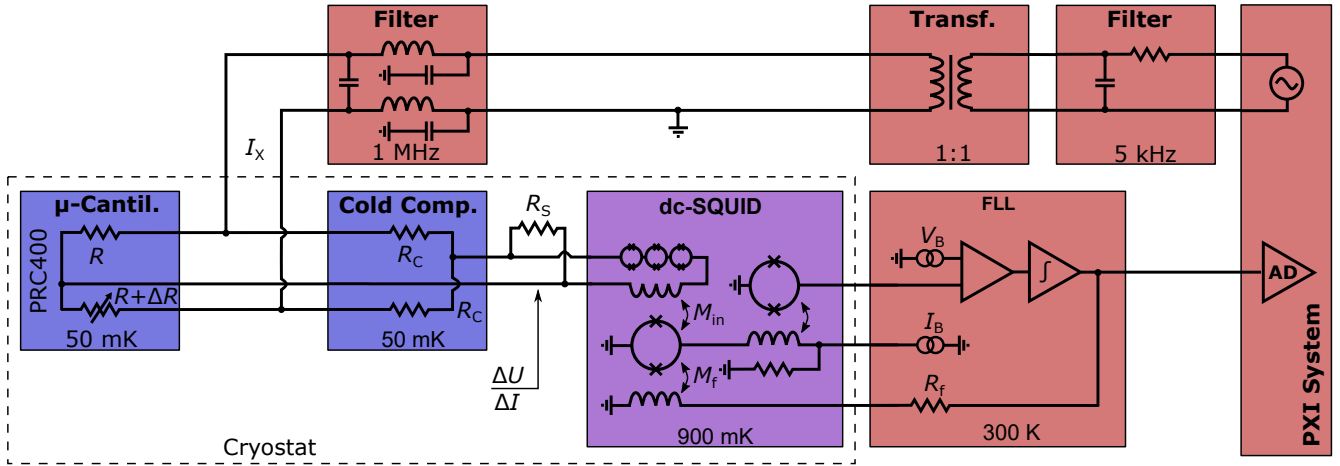 Filter
1 MHz
Transf.
1:1
Filter
5 kHz
PXI System
AD
I_X
μ-Cantil.
PRC400
R
R+ΔR
50 mK
Cold Comp.
R_C
R_C
50 mK
R_S
ΔU
ΔI
dc-SQUID
M_in
M_f
900 mK
FLL
V_B
∫
I_B
R_f
300 K
Cryostat